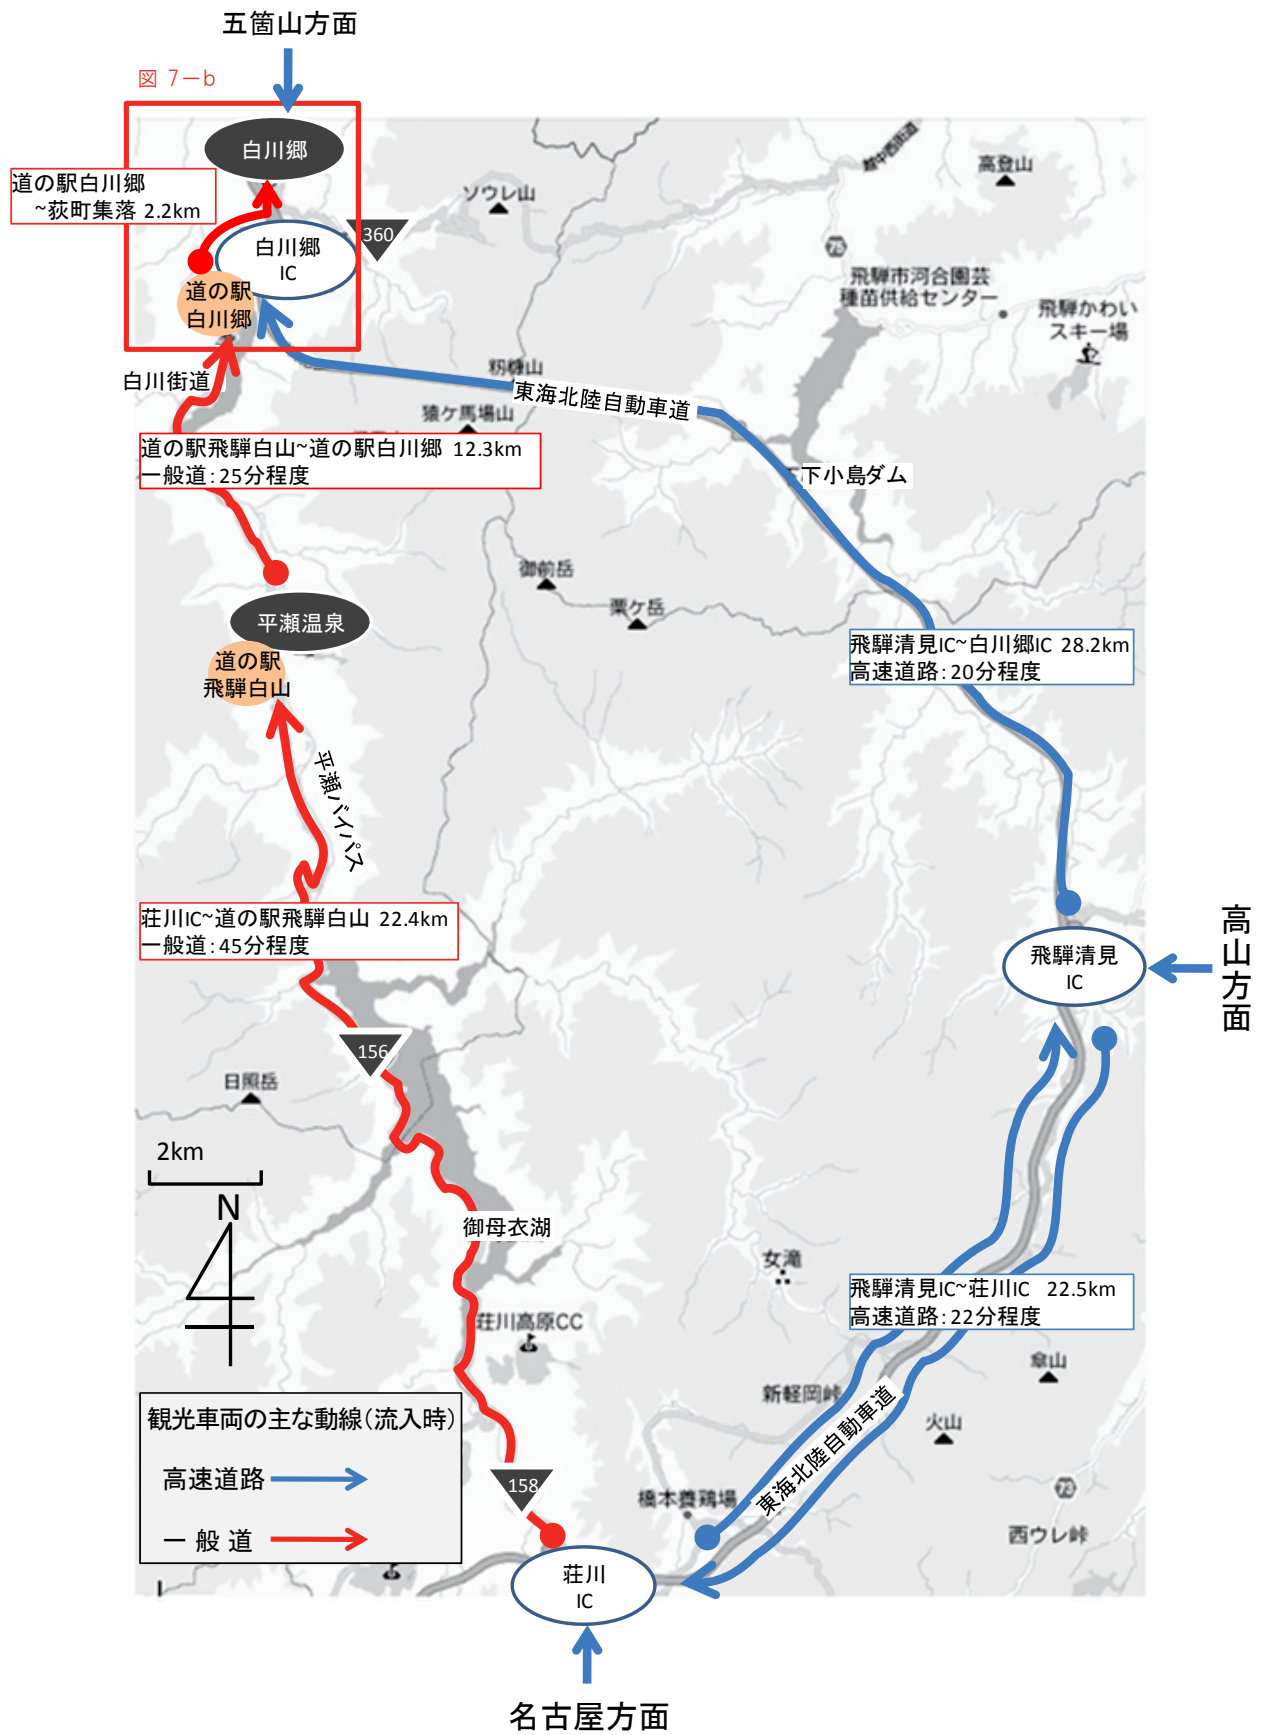 五箇山方面
図 7－b
白川郷
道の駅白川郷
~荻町集落 2.2km
ソウレ山
越中西街道
高登山
360
白川郷
IC
75
道の駅
白川郷
飛騨市河合園芸
種苗供給センター
飛騨かわい
スキー場
白川街道
籾糠山
東海北陸自動車道
猿ケ馬場山
道の駅飛騨白山~道の駅白川郷 12.3km
一般道：25分程度
下小島ダム
御前岳
栗ケ岳
平瀬温泉
道の駅
飛騨白山
飛騨清見IC~白川郷IC 28.2km
高速道路：20分程度
平瀬バイパス
荘川IC~道の駅飛騨白山 22.4km
一般道：45分程度
飛騨清見
IC
高山方面
156
日照岳
2km
N
御母衣湖
女滝
飛騨清見IC~荘川IC 22.5km
高速道路：22分程度
荘川高原CC
傘山
新軽岡峠
火山
東海北陸自動車道
観光車両の主な動線（流入時）
高速道路
一 般 道
158
橋本養鶏場
73
西ウレ峠
荘川
IC
名古屋方面